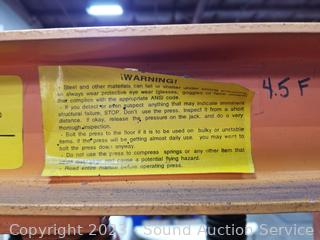 ¡WARNING!
- Steel and other materials can fail or shatter under
so always wear protective eye wear (glasses, goggles or face
that complies with the appropriate ANSI code.
- If you detect or even suspect anything that may indicate imminent
structural failure, STOP. Don't use the press. Inspect it from a short
distance. If okay, release the pressure on the jack, and do a very
thorough inspection.
- Bolt the press to the floor if it is to be used on bulky or unstable
items. If the press will be getting almost daily use, you may want to
bolt the press down anyway.
- Do not use the press to compress springs or any other item that
cause a potential flying hazard.
- Read entire manual before operating press.
4.5 F
Copyright 202 Sound Auction Service